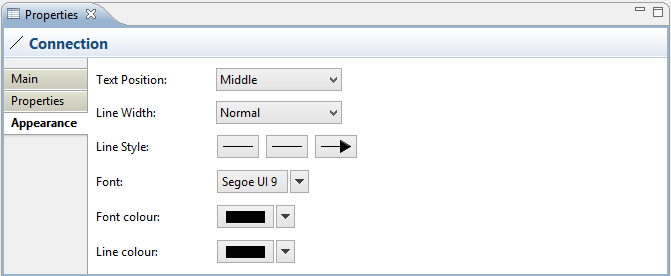 Properties
Connection
Main
Properties
Appearance
Text Position: Middle
Line Width: Normal
Line Style:
Font: Segoe UI 9
Font colour:
Line colour: